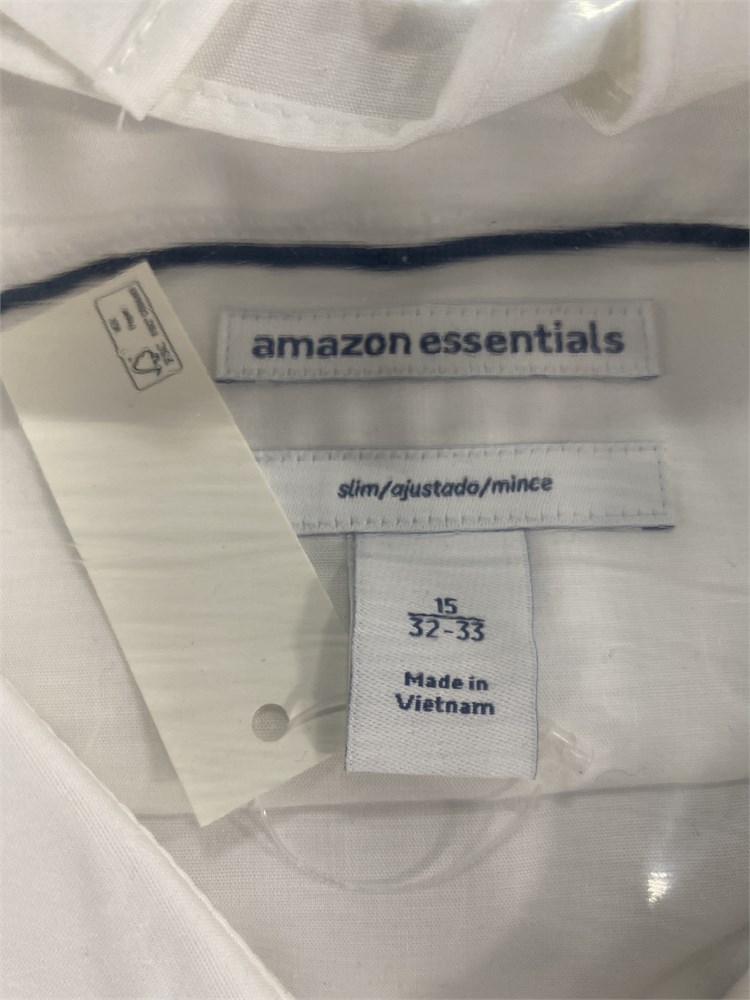 amazon essentials
slim/ajustado/mince
15
32-33
Made in
Vietnam